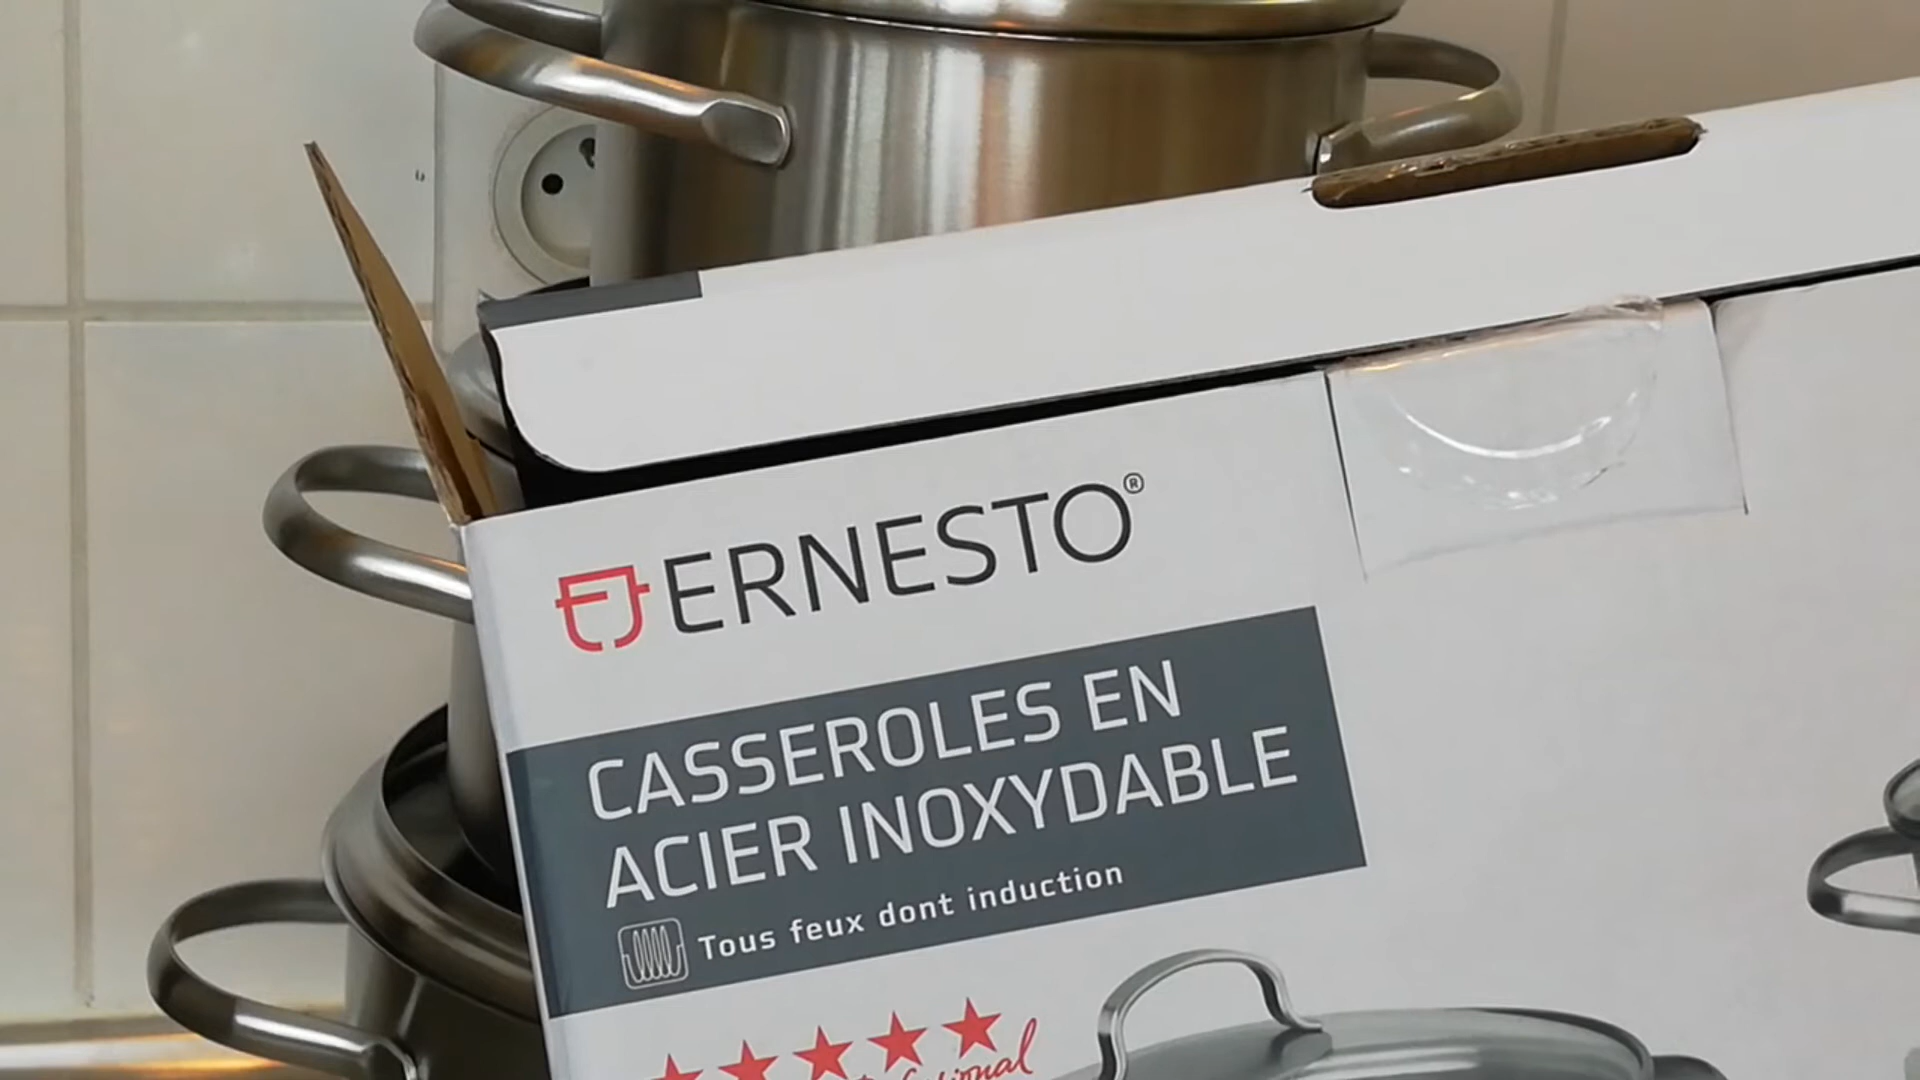 ERNESTO®
CASSEROLES EN
ACIER INOXYDABLE
Tous feux dont induction